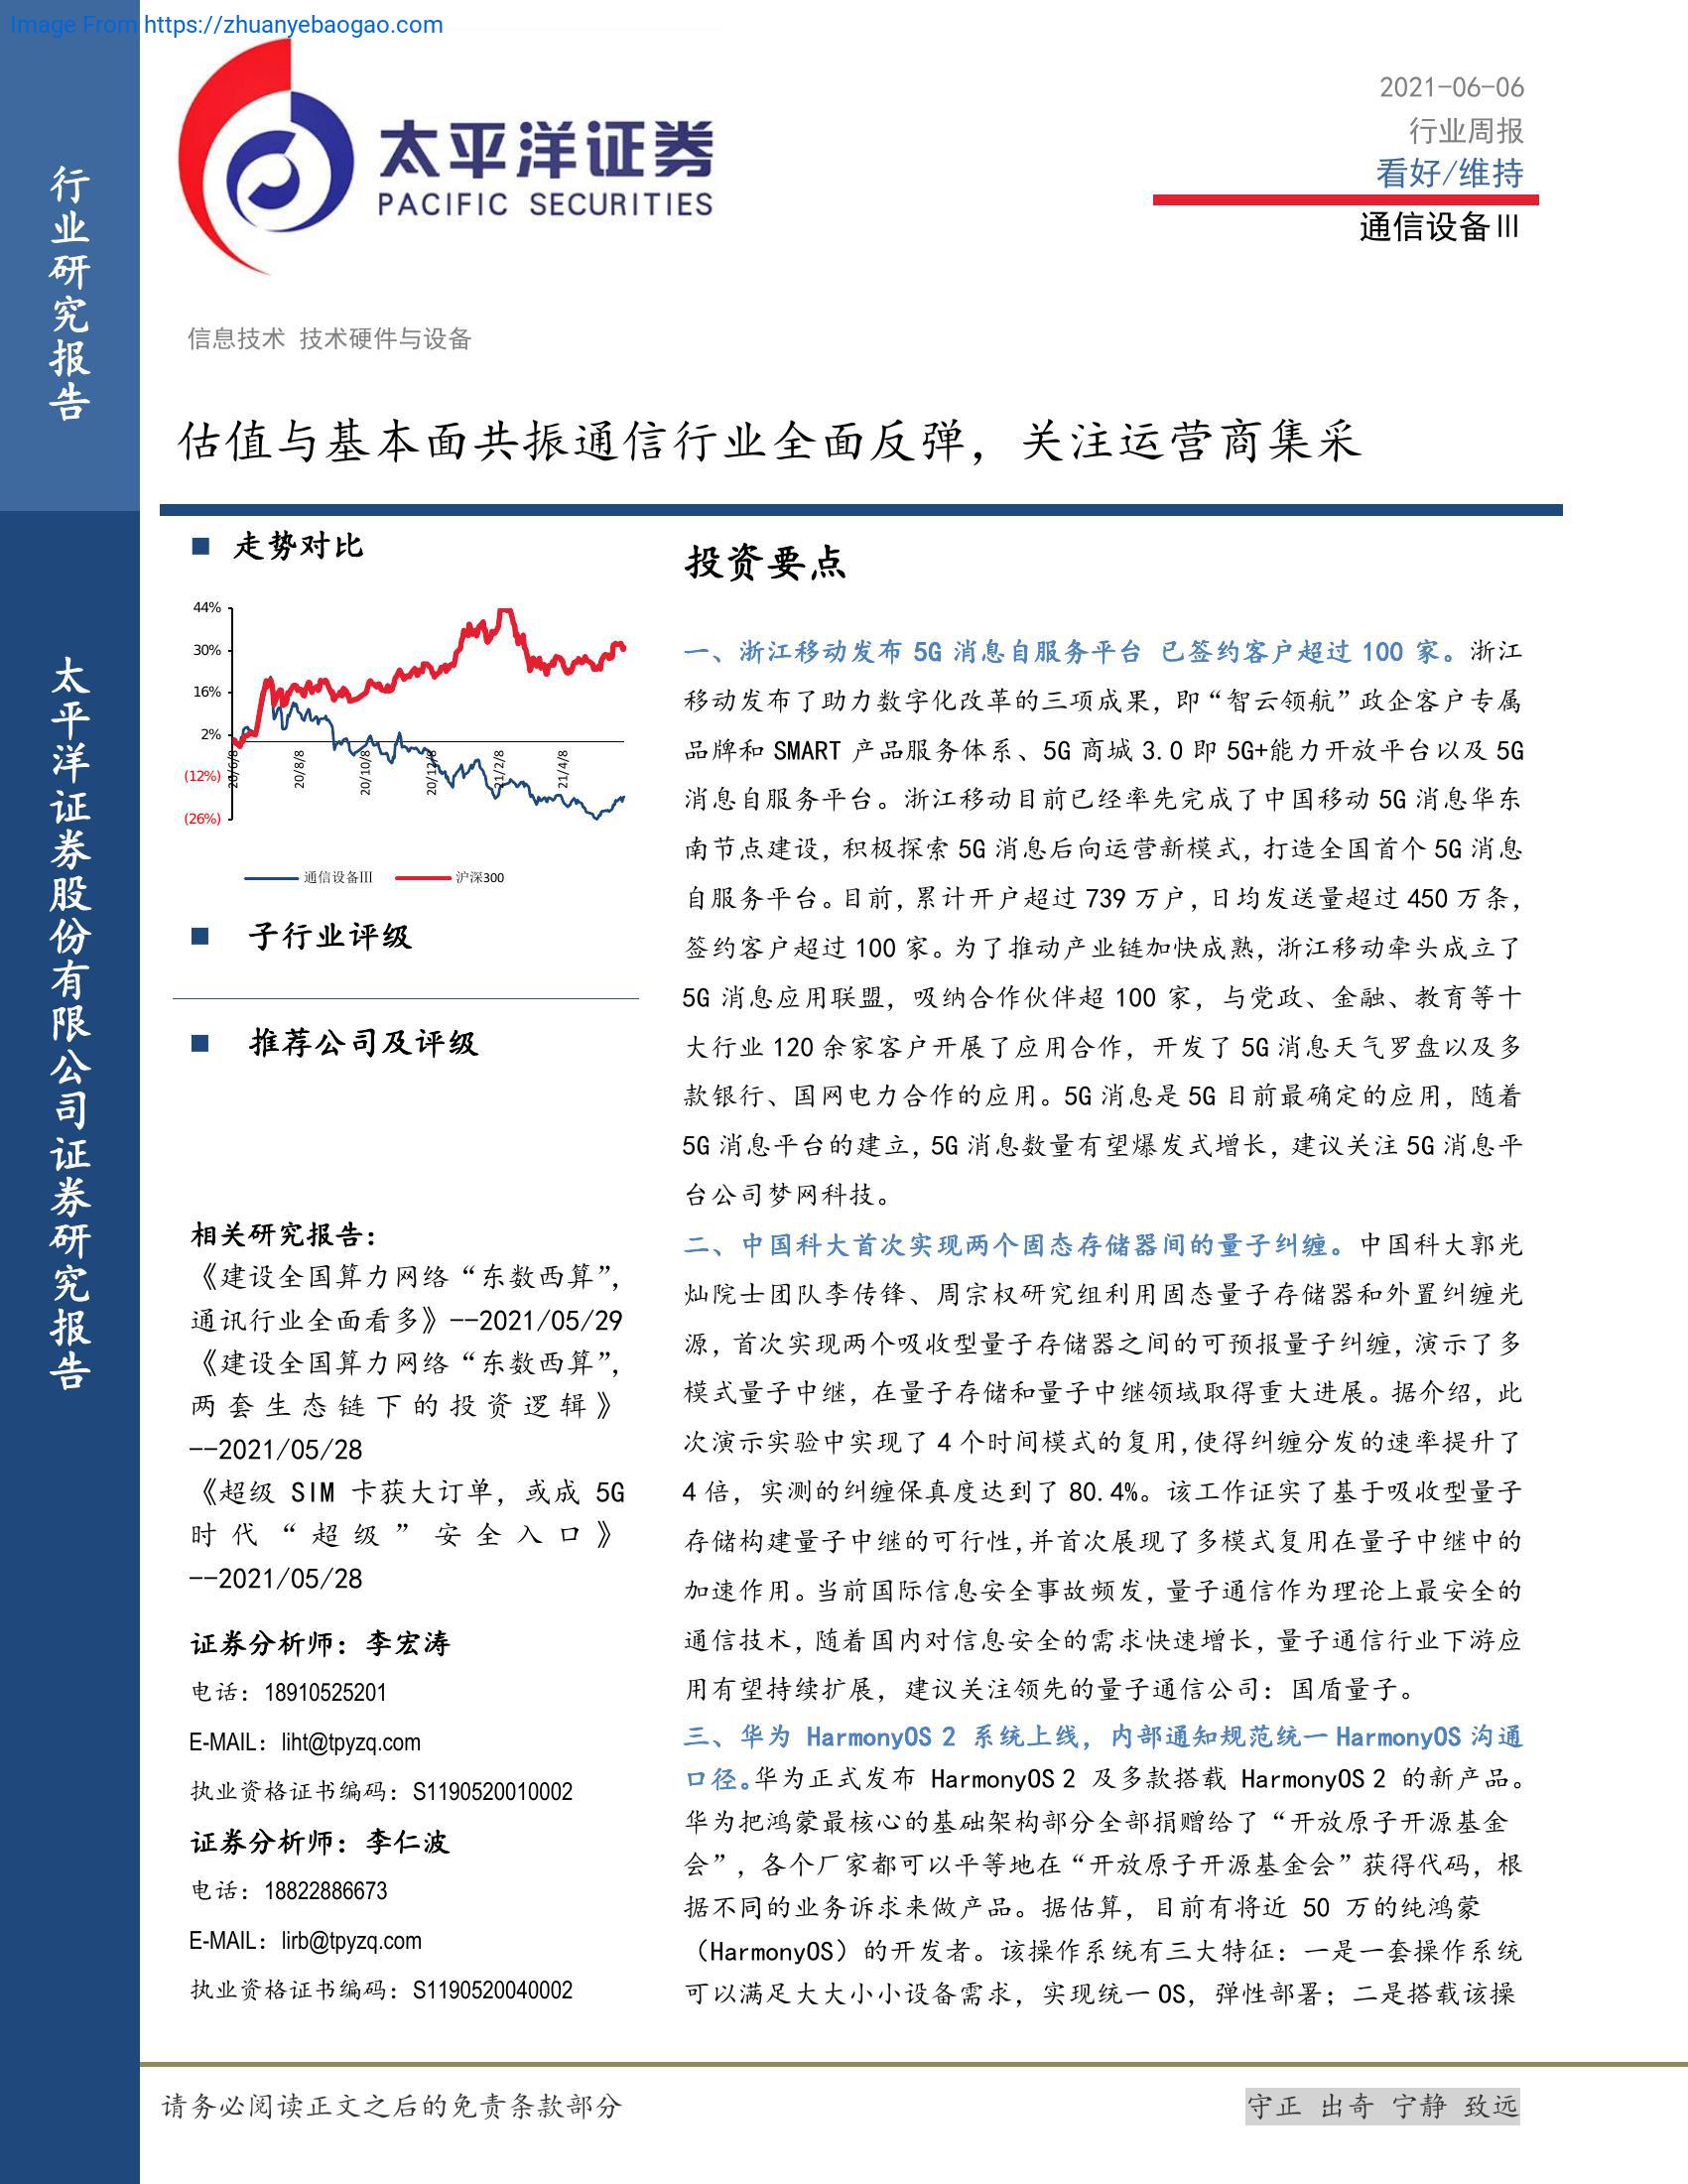 Image From https://zhuanyebaogao.com
行业研究报告
太平洋证券股份有限公司证券研究报告
太平洋证券
PACIFIC SECURITIES
2021-06-06
行业周报
看好/维持
通信设备III
信息技术 技术硬件与设备
估值与基本面共振通信行业全面反弹，关注运营商集采
■ 走势对比
44%
30%
16%
2%
(12%)
(26%)
20/6/8
20/8/8
20/10/8
20/12/8
21/2/8
21/4/8
通信设备III 沪深300
■ 子行业评级
■ 推荐公司及评级
相关研究报告：
《建设全国算力网络“东数西算”，
通讯行业全面看多》--2021/05/29
《建设全国算力网络“东数西算”，
两套生态链下的投资逻辑》
--2021/05/28
《超级 SIM 卡获大订单，或成 5G
时代“超级”安全入口》
--2021/05/28
证券分析师：李宏涛
电话：18910525201
E-MAIL：liht@tpyzq.com
执业资格证书编码：S1190520010002
证券分析师：李仁波
电话：18822886673
E-MAIL：lirb@tpyzq.com
执业资格证书编码：S1190520040002
投资要点
一、浙江移动发布 5G 消息自服务平台 已签约客户超过 100 家。浙江
移动发布了助力数字化改革的三项成果，即“智云领航”政企客户专属
品牌和 SMART 产品服务体系、5G 商城 3.0 即 5G+能力开放平台以及 5G
消息自服务平台。浙江移动目前已经率先完成了中国移动 5G 消息华东
南节点建设，积极探索 5G 消息后向运营新模式，打造全国首个 5G 消息
自服务平台。目前，累计开户超过 739 万户，日均发送量超过 450 万条，
签约客户超过 100 家。为了推动产业链加快成熟，浙江移动牵头成立了
5G 消息应用联盟，吸纳合作伙伴超 100 家，与党政、金融、教育等十
大行业 120 余家客户开展了应用合作，开发了 5G 消息天气罗盘以及多
款银行、国网电力合作的应用。5G 消息是 5G 目前最确定的应用，随着
5G 消息平台的建立，5G 消息数量有望爆发式增长，建议关注 5G 消息平
台公司梦网科技。
二、中国科大首次实现两个固态存储器间的量子纠缠。中国科大郭光
灿院士团队李传锋、周宗权研究组利用固态量子存储器和外置纠缠光
源，首次实现两个吸收型量子存储器之间的可预报量子纠缠，演示了多
模式量子中继，在量子存储和量子中继领域取得重大进展。据介绍，此
次演示实验中实现了 4 个时间模式的复用，使得纠缠分发的速率提升了
4 倍，实测的纠缠保真度达到了 80.4%。该工作证实了基于吸收型量子
存储构建量子中继的可行性，并首次展现了多模式复用在量子中继中的
加速作用。当前国际信息安全事故频发，量子通信作为理论上最安全的
通信技术，随着国内对信息安全的需求快速增长，量子通信行业下游应
用有望持续扩展，建议关注领先的量子通信公司：国盾量子。
三、华为 HarmonyOS 2 系统上线，内部通知规范统一 HarmonyOS 沟通
口径。华为正式发布 HarmonyOS 2 及多款搭载 HarmonyOS 2 的新产品。
华为把鸿蒙最核心的基础架构部分全部捐赠给了“开放原子开源基金
会”，各个厂家都可以平等地在“开放原子开源基金会”获得代码，根
据不同的业务诉求来做产品。据估算，目前有将近 50 万的纯鸿蒙
（HarmonyOS）的开发者。该操作系统有三大特征：一是一套操作系统
可以满足大大小小设备需求，实现统一 OS，弹性部署；二是搭载该操
请务必阅读正文之后的免责条款部分
守正 出奇 宁静 致远